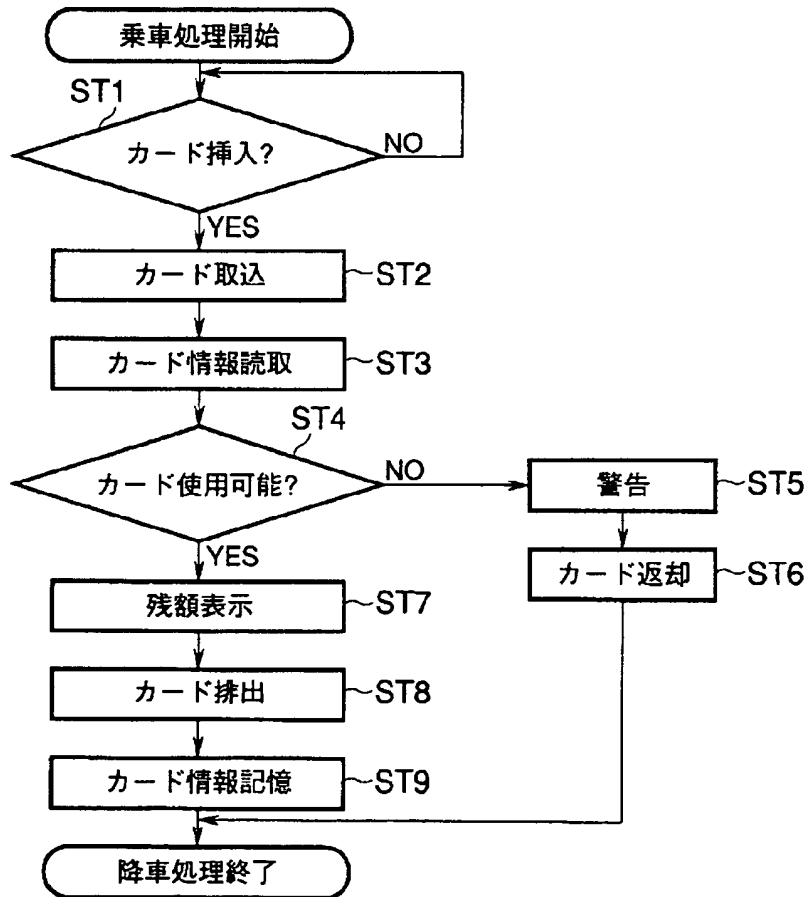 乗車処理開始
ST1
カード挿入?
NO
YES
カード取込
ST2
カード情報読取
ST3
ST4
カード使用可能?
NO
警告
ST5
YES
カード返却
ST6
残額表示
ST7
カード排出
ST8
カード情報記憶
ST9
降車処理終了